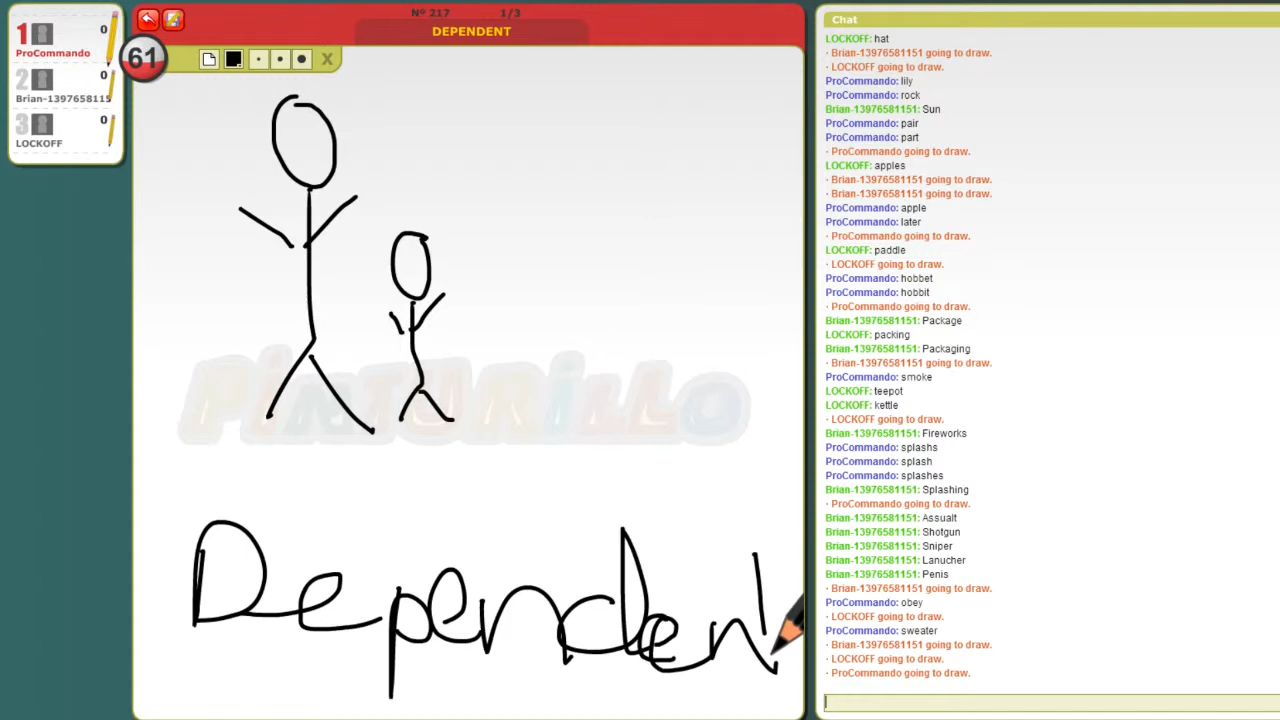 1 0
ProCommando
2 0
Brian-1397658115
3 0
LOCKOFF
61
Nº 217 1/3
DEPENDENT
X
LATONILLO
Dependent
Chat
LOCKOFF: hat
· Brian-13976581151 going to draw.
· LOCKOFF going to draw.
ProCommando: lily
ProCommando: rock
Brian-13976581151: Sun
ProCommando: pair
ProCommando: part
· ProCommando going to draw.
LOCKOFF: apples
· Brian-13976581151 going to draw.
· Brian-13976581151 going to draw.
ProCommando: apple
ProCommando: later
· ProCommando going to draw.
LOCKOFF: paddle
· LOCKOFF going to draw.
ProCommando: hobbet
ProCommando: hobbit
· ProCommando going to draw.
Brian-13976581151: Package
LOCKOFF: packing
Brian-13976581151: Packaging
· Brian-13976581151 going to draw.
ProCommando: smoke
LOCKOFF: teepot
LOCKOFF: kettle
· LOCKOFF going to draw.
Brian-13976581151: Fireworks
ProCommando: splashs
ProCommando: splash
ProCommando: splashes
Brian-13976581151: Splashing
· ProCommando going to draw.
Brian-13976581151: Assualt
Brian-13976581151: Shotgun
Brian-13976581151: Sniper
Brian-13976581151: Lanucher
Brian-13976581151: Penis
· Brian-13976581151 going to draw.
ProCommando: obey
· LOCKOFF going to draw.
ProCommando: sweater
· Brian-13976581151 going to draw.
· LOCKOFF going to draw.
· ProCommando going to draw.